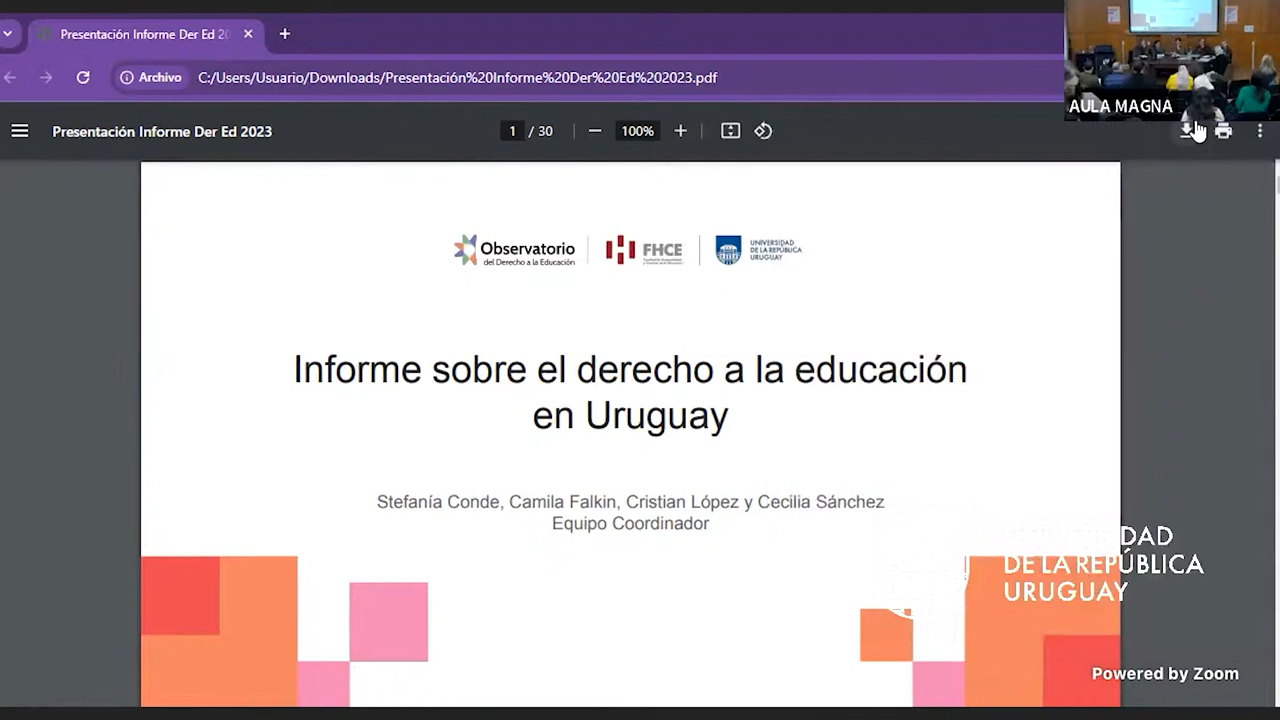 Presentación Informe Der Ed 20
Archivo
C:/Users/Usuario/Downloads/Presentación%20Informe%20Der%20Ed%202023.pdf
AULA MAGNA
Presentación Informe Der Ed 2023
1 / 30
100%
Observatorio
del Derecho a la Educación
FHCE
UNIVERSIDAD
DE LA REPÚBLICA
URUGUAY
Informe sobre el derecho a la educación
en Uruguay
Stefanía Conde, Camila Falkin, Cristian López y Cecilia Sánchez
Equipo Coordinador
UNIVERSIDAD
DE LA REPÚBLICA
URUGUAY
Powered by Zoom